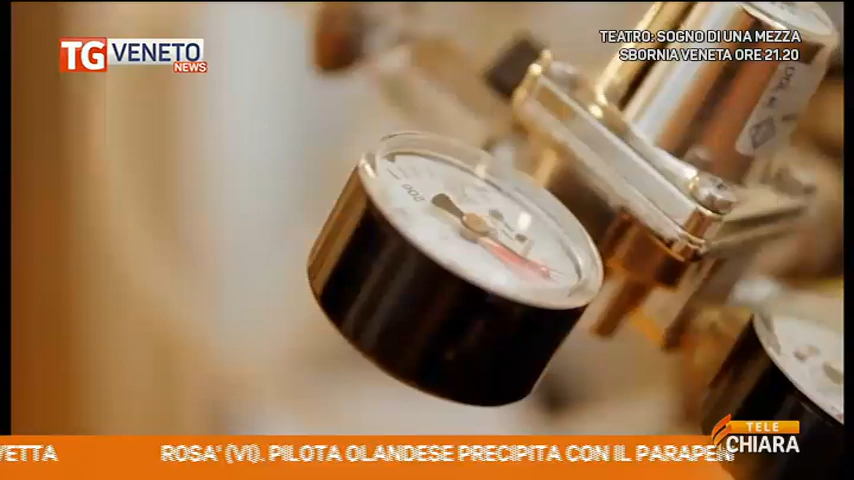 TG VENETO
NEWS
TEATRO: SOGNO DI UNA MEZZA
SBORNIA VENETA ORE 21.20
VETTA ROSA' (VI). PILOTA OLANDESE PRECIPITA CON IL PARAPEN
TELE
CHIARA